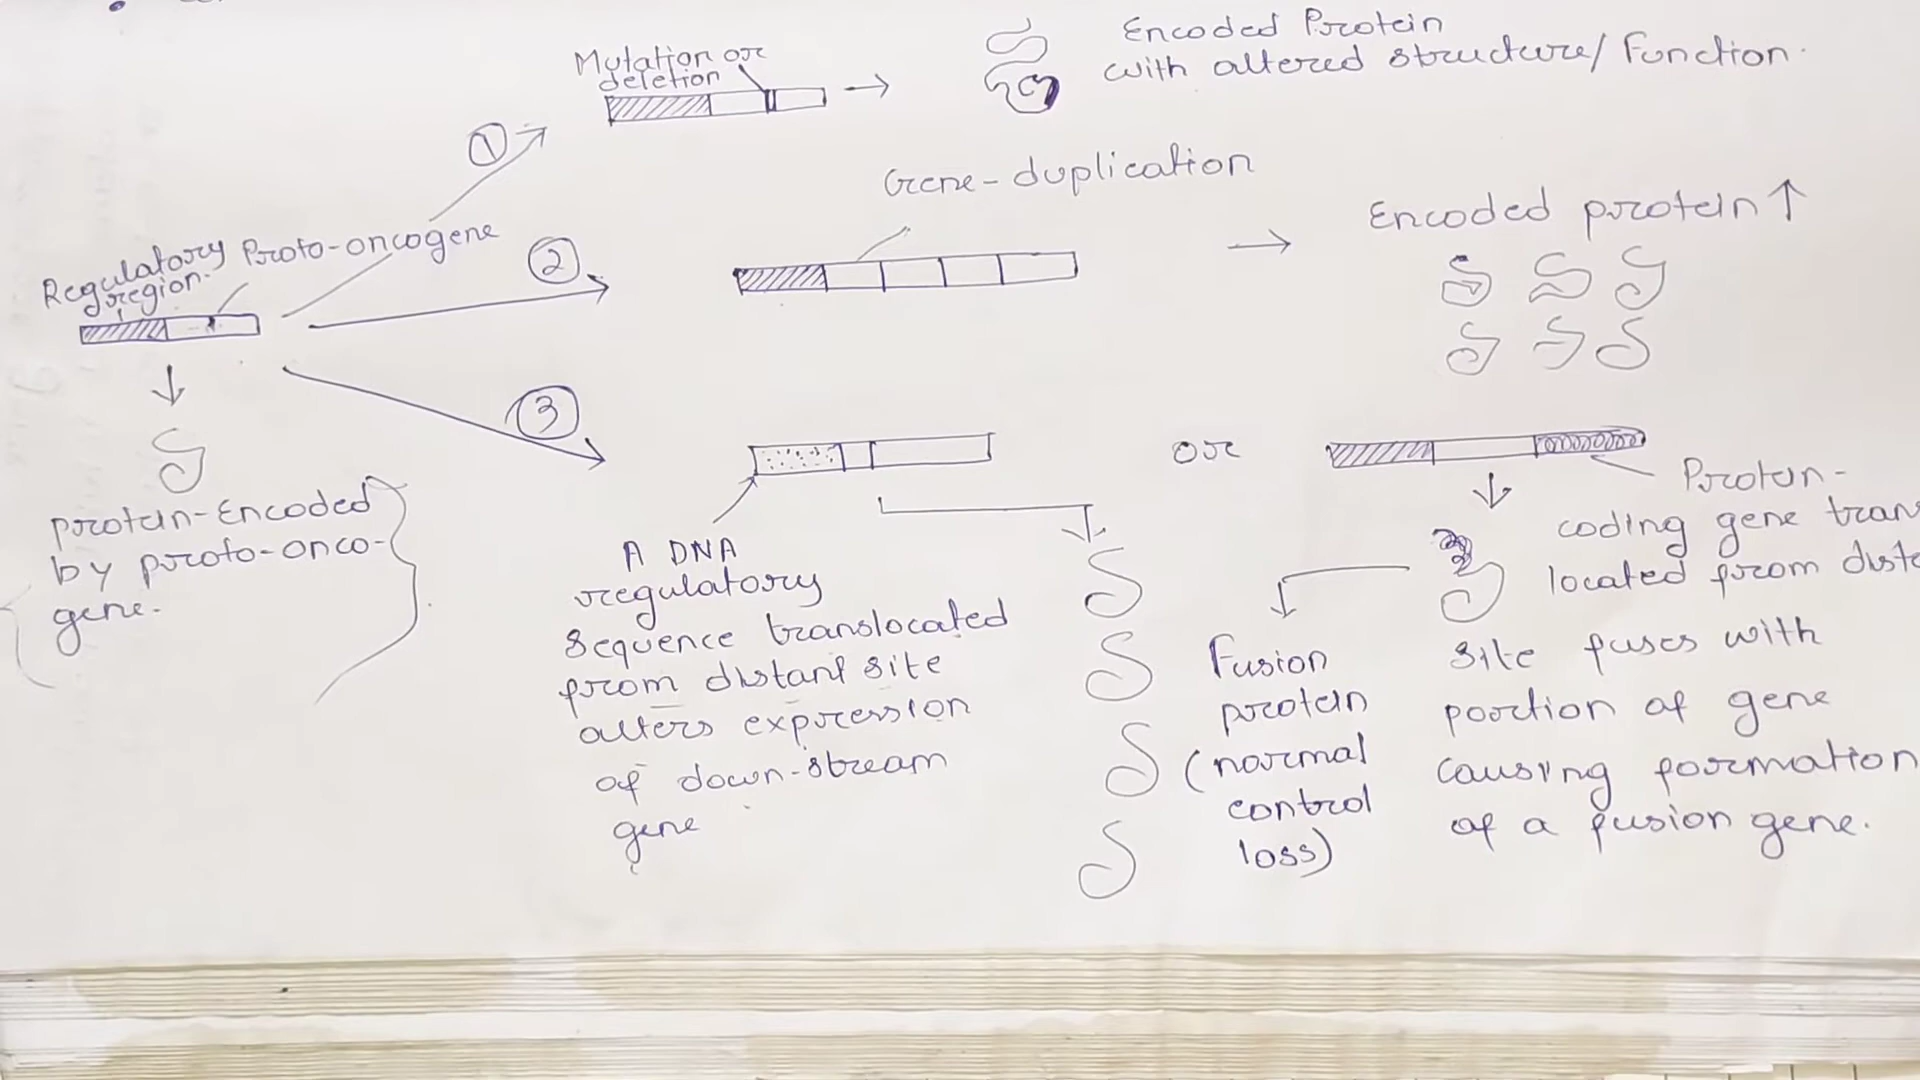 Mutation or
deletion
Encoded Protein
with altered structure/Function.
①
Gene-duplication
Encoded protein ↑
Regulatory
region.
Proto-oncogene
②
③
or
Protein-Encoded
by proto-onco-
gene.
A DNA
regulatory
sequence translocated
from distant site
alters expression
of down-stream
gene
Fusion
protein
(normal
control
loss)
Protein-
coding gene trans
located from dista
site fuses with
portion of gene
causing formation
of a fusion gene.